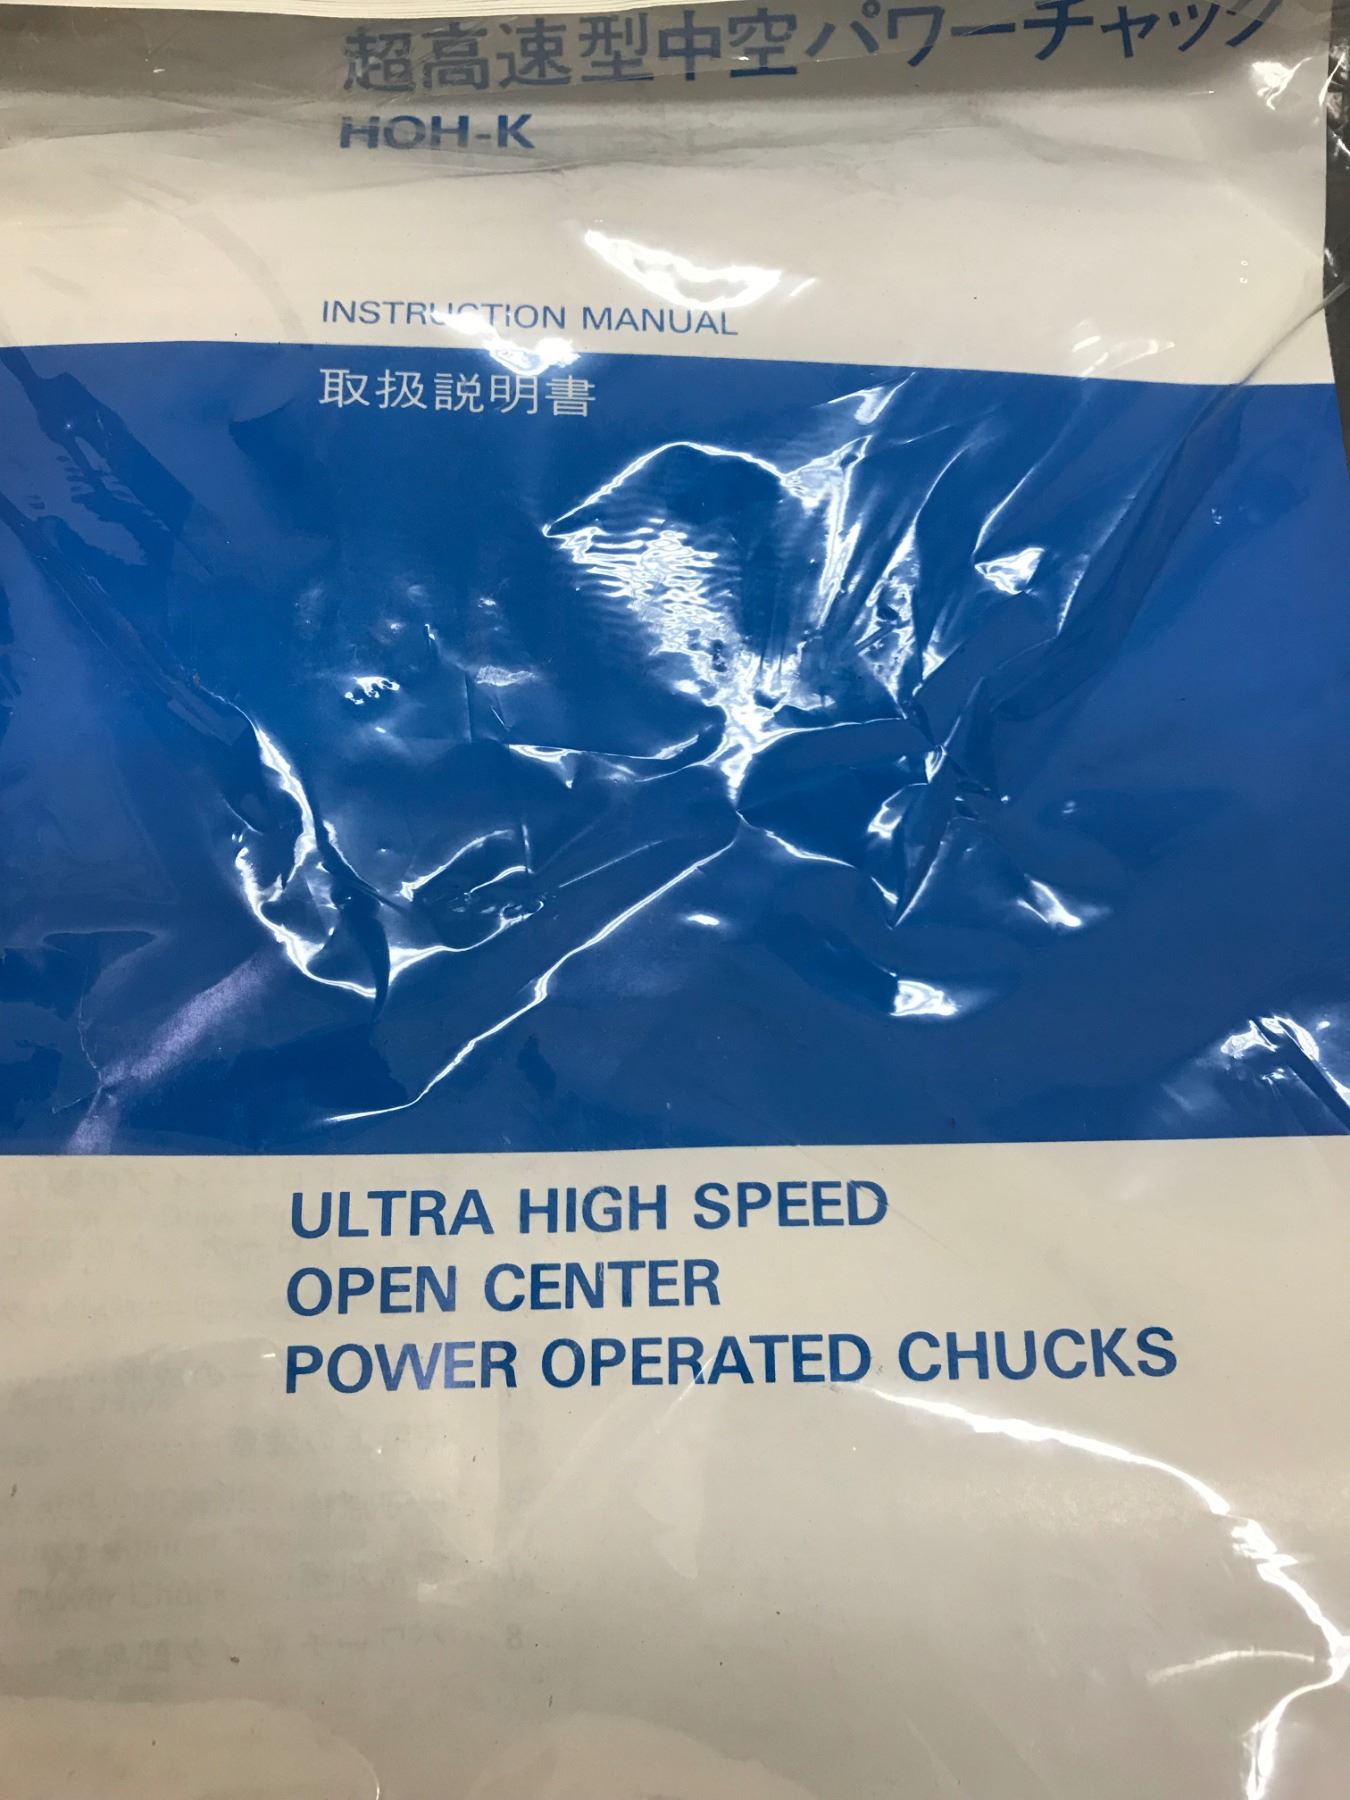 超高速型中空パワーチャック
HOH-K
INSTRUCTION MANUAL
取扱説明書
ULTRA HIGH SPEED
OPEN CENTER
POWER OPERATED CHUCKS